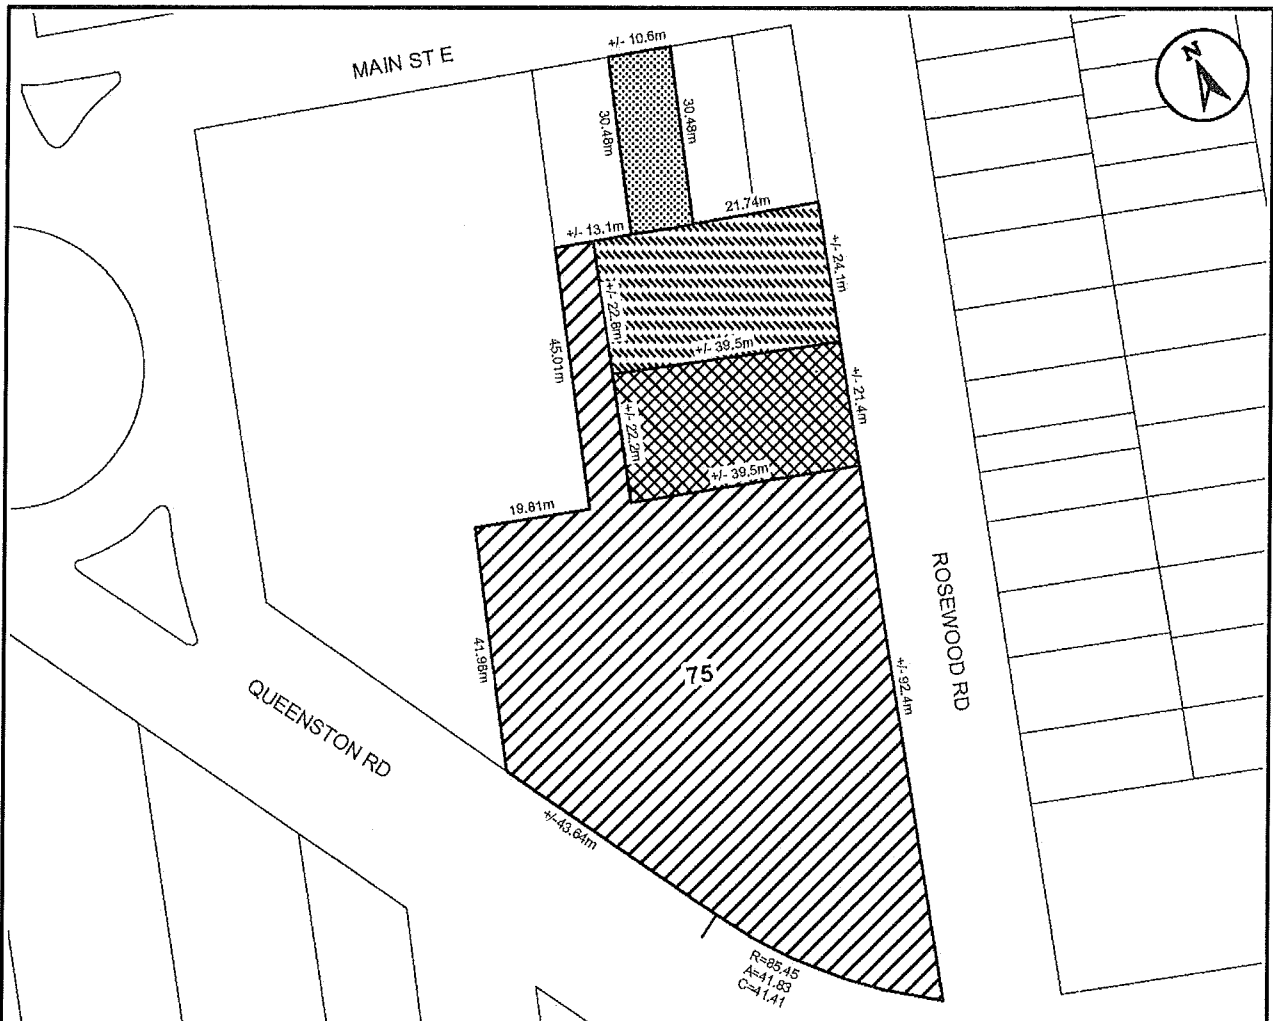 +/- 10.6m
MAIN ST E
N
30.48m
30.48m
21.74m
+/- 13.1m
+/- 24.1m
+/- 22.8m
45.01m
+/- 39.5m
+/- 21.4m
+/- 22.2m
+/- 39.5m
19.81m
ROSEWOOD RD
41.98m
75
+/- 92.4m
QUEENSTON RD
+/-43.64m
R=85.45
A=41.83
C=41.41